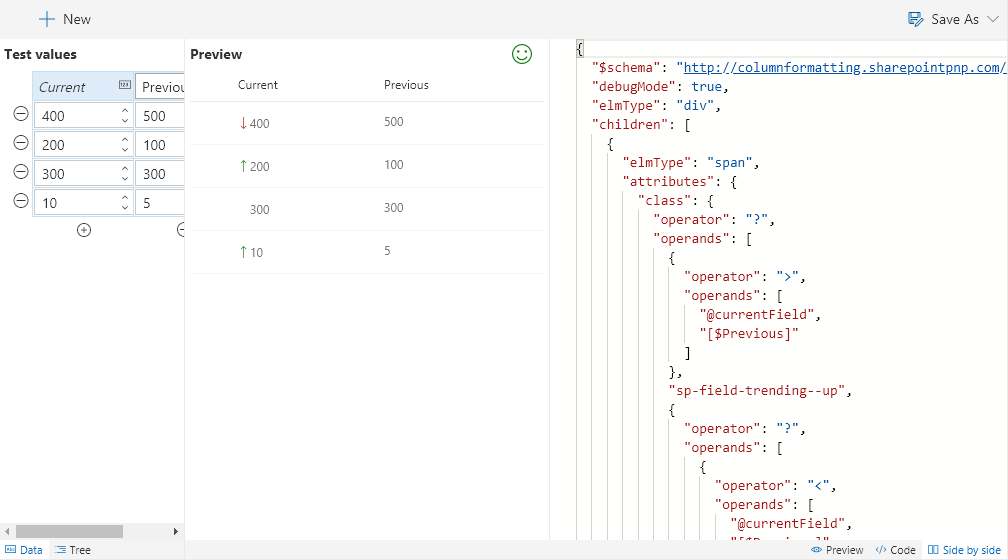 New
Save As
Test values
Current
Previou
400
500
200
100
300
300
10
5
Preview
Current
Previous
↓400
500
↑200
100
300
300
↑10
5
{
"$schema": "http://columnformatting.sharepointpnp.com/
"debugMode": true,
"elmType": "div",
"children": [
{
"elmType": "span",
"attributes": {
"class": {
"operator": "?",
"operands": [
{
"operator": ">",
"operands": [
"@currentField",
"[$Previous]"
]
},
"sp-field-trending--up",
{
"operator": "?",
"operands": [
{
"operator": "<",
"operands": [
"@currentField",
"[$Previous]"
Data
Tree
Preview
Code
Side by side